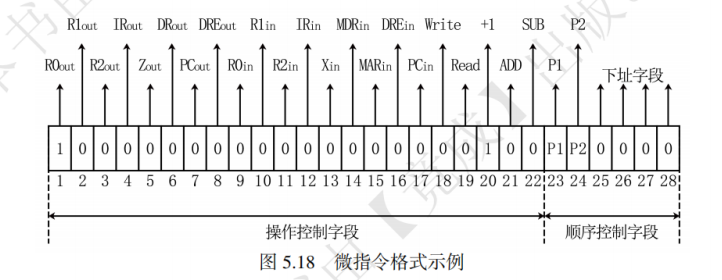 R1out IRout DRout DREout R1in IRin MDRin DREin Write +1 SUB P2
R0out R2out Zout PCout R0in R2in Xin MARin PCin Read ADD P1 下址字段
1 0 0 0 0 0 0 0 0 0 0 0 0 0 0 0 0 0 0 1 0 0 P1 P2 0 0 0 0
1 2 3 4 5 6 7 8 9 10 11 12 13 14 15 16 17 18 19 20 21 22 23 24 25 26 27 28
操作控制字段 顺序控制字段
图 5.18 微指令格式示例